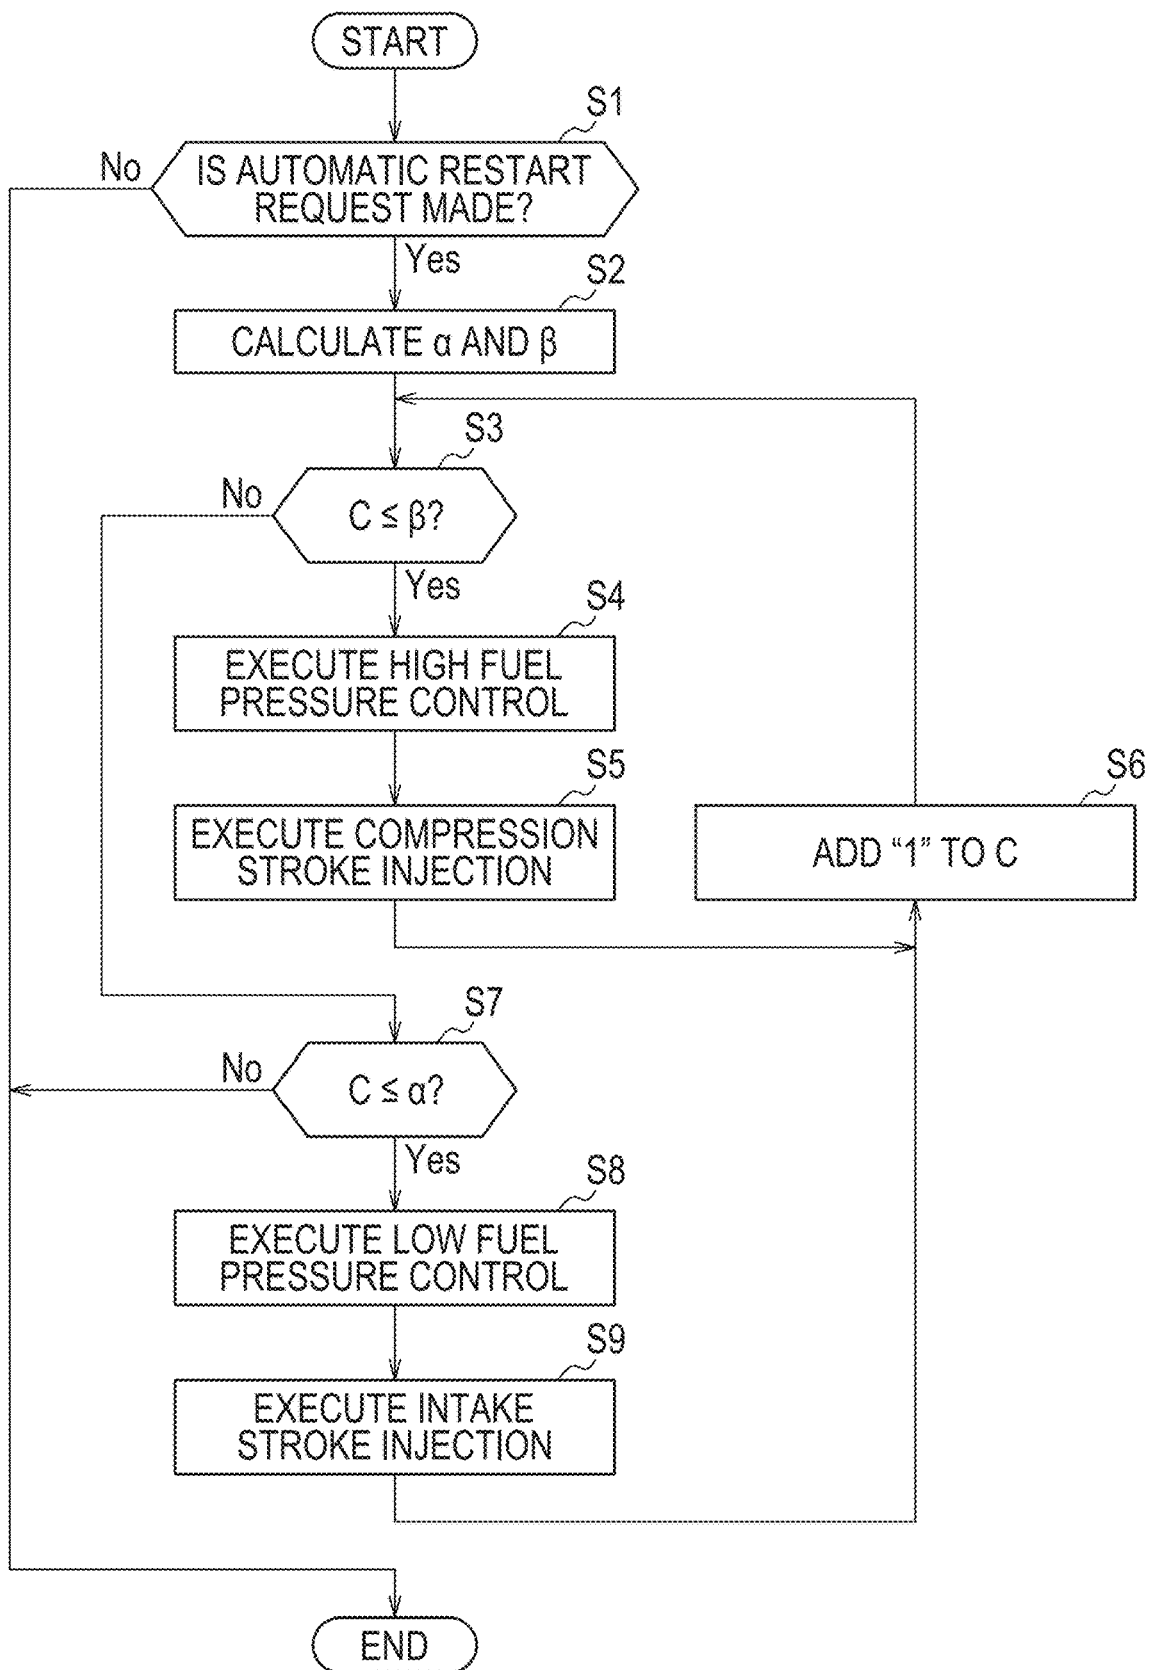 START
S1
No
IS AUTOMATIC RESTART
REQUEST MADE?
Yes
S2
CALCULATE α AND β
S3
No
C ≤ β?
Yes
S4
EXECUTE HIGH FUEL
PRESSURE CONTROL
S5
EXECUTE COMPRESSION
STROKE INJECTION
S6
ADD “1” TO C
S7
No
C ≤ α?
Yes
S8
EXECUTE LOW FUEL
PRESSURE CONTROL
S9
EXECUTE INTAKE
STROKE INJECTION
END